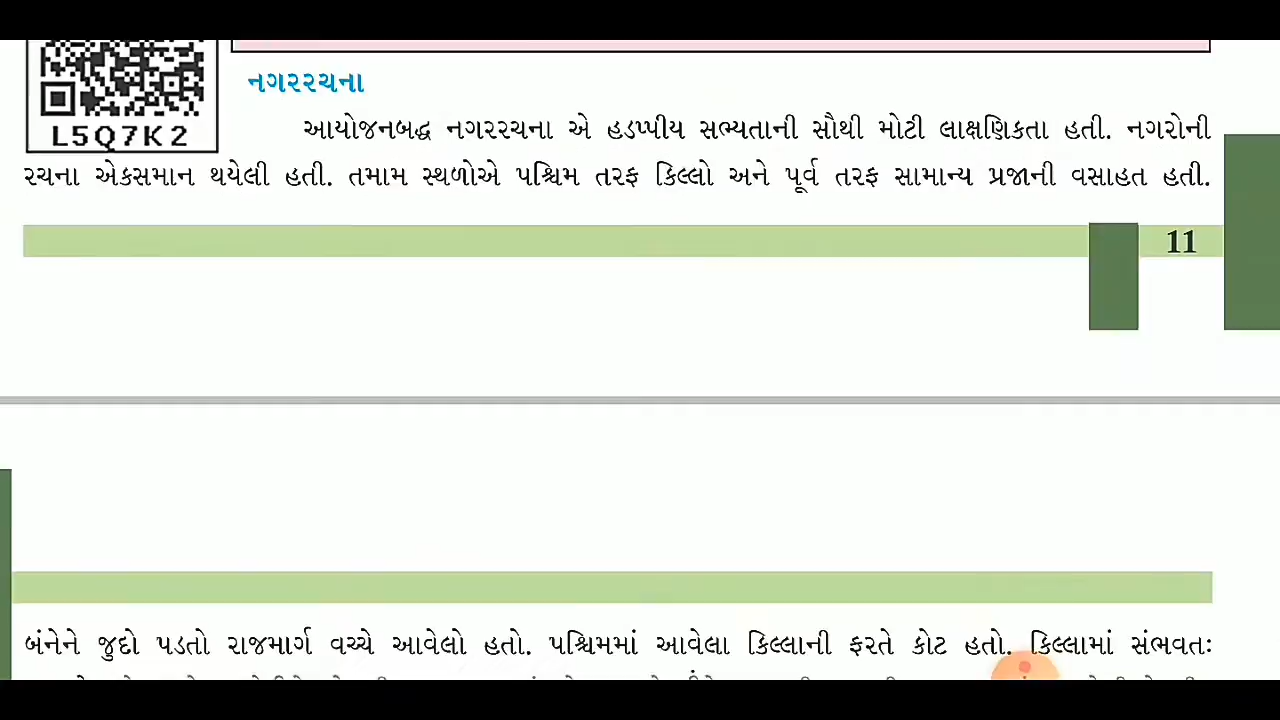 નગરરચના
L5Q7K2
આયોજનબદ્ધ નગરરચના એ હડપ્પીય સભ્યતાની સૌથી મોટી લાક્ષણિકતા હતી. નગરોની
રચના એકસમાન થયેલી હતી. તમામ સ્થળોએ પશ્ચિમ તરફ કિલ્લો અને પૂર્વ તરફ સામાન્ય પ્રજાની વસાહત હતી.
11
બંનેને જુદો પડતો રાજમાર્ગ વચ્ચે આવેલો હતો. પશ્ચિમમાં આવેલા કિલ્લાની ફરતે કોટ હતો. કિલ્લામાં સંભવતઃ